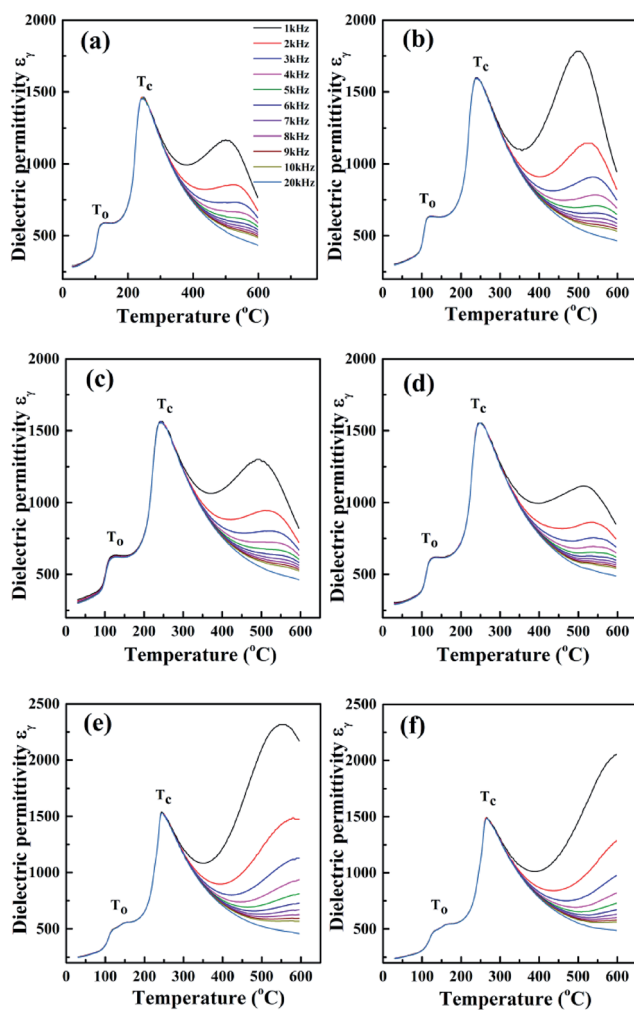 (a)
1kHz
2kHz
3kHz
4kHz
5kHz
6kHz
7kHz
8kHz
9kHz
10kHz
20kHz
Tc
To
2000
1500
1000
500
0 200 400 600
Dielectric permittivity εγ
Temperature (°C)
(b)
Tc
To
2000
1500
1000
500
0 100 200 300 400 500 600
Dielectric permittivity εγ
Temperature (°C)
(c)
Tc
To
2000
1500
1000
500
0 100 200 300 400 500 600
Dielectric permittivity εγ
Temperature (°C)
(d)
Tc
To
2000
1500
1000
500
0 100 200 300 400 500 600
Dielectric permittivity εγ
Temperature (°C)
(e)
Tc
To
2500
2000
1500
1000
500
0 100 200 300 400 500 600
Dielectric permittivity εγ
Temperature (°C)
(f)
Tc
To
2500
2000
1500
1000
500
0 100 200 300 400 500 600
Dielectric permittivity εγ
Temperature (°C)